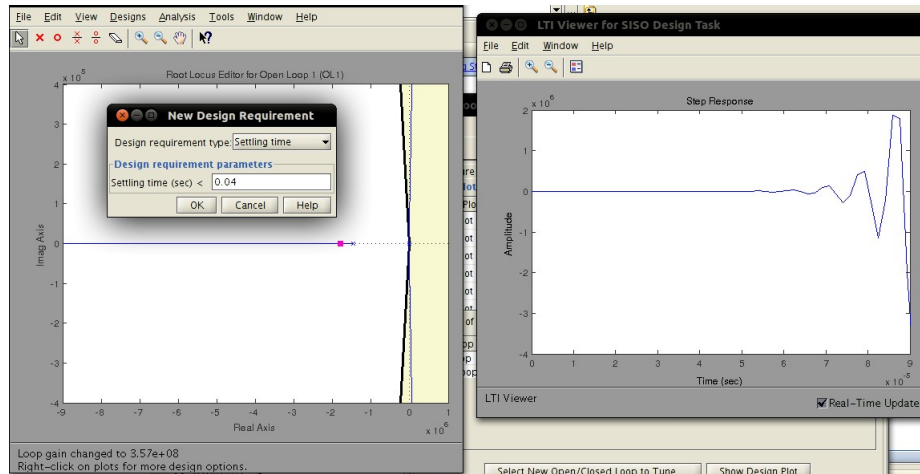 File Edit View Designs Analysis Tools Window Help
Root Locus Editor for Open Loop 1 (OL1)
x 10^5
4
3
2
1
0
-1
-2
-3
-4
Imag Axis
-9 -8 -7 -6 -5 -4 -3 -2 -1 0 1
x 10^6
Real Axis
New Design Requirement
Design requirement type: Settling time
Design requirement parameters
Settling time (sec) < 0.04
OK Cancel Help
Loop gain changed to 3.57e+08
Right-click on plots for more design options.
LTI Viewer for SISO Design Task
File Edit Window Help
Step Response
x 10^6
2
1
0
-1
-2
-3
-4
Amplitude
0 1 2 3 4 5 6 7 8 9
x 10^-5
Time (sec)
LTI Viewer
Real-Time Update
Select New Open/Closed Loop to Tune... Show Design Plot